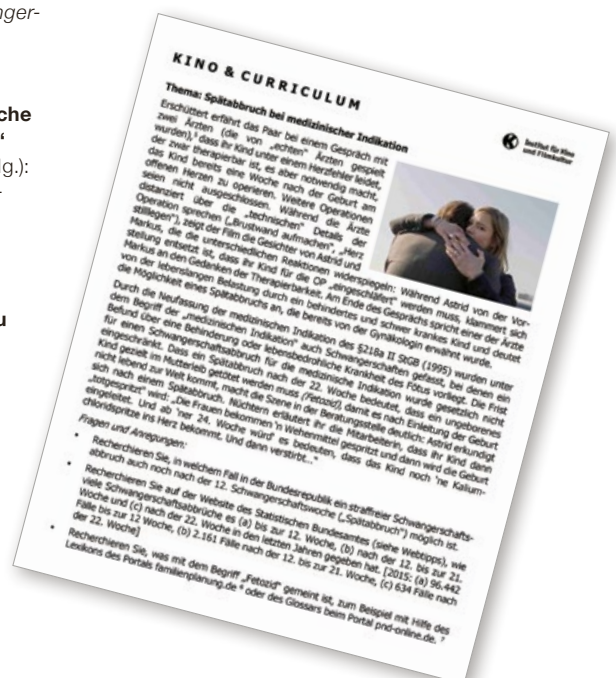 nger-
che
“
lg.):
u
KINO & CURRICULUM
Institut für Kino
und Filmkultur
Thema: Spätabbruch bei medizinischer Indikation
Erschüttert erfährt das Paar bei einem Gespräch mit
zwei Ärzten (die von „echten“ Ärzten gespielt
wurden),⁵ dass ihr Kind unter einem Herzfehler leidet,
der zwar therapierbar ist, es aber notwendig macht,
das Kind bereits eine Woche nach der Geburt am
offenen Herzen zu operieren. Weitere Operationen
seien nicht ausgeschlossen. Während die Ärzte
distanziert über die „technischen“ Details der
Operation sprechen („Brustwand aufmachen“, „Herz
stilllegen“), zeigt der Film die Gesichter von Astrid und
Markus, die die unterschiedlichen Reaktionen widerspiegeln: Während Astrid von der Vor-
stellung entsetzt ist, dass ihr Kind für die OP „eingeschläfert“ werden muss, klammert sich
Markus an den Gedanken der Therapierbarkeit. Am Ende des Gesprächs spricht einer der Ärzte
von der lebenslangen Belastung durch ein behindertes und schwer krankes Kind und deutet
die Möglichkeit eines Spätabbruchs an, die bereits von der Gynäkologin erwähnt wurde.
Durch die Neufassung der medizinischen Indikation des §218a II StGB (1995) wurden unter
dem Begriff der „medizinischen Indikation“ auch Schwangerschaften gefasst, bei denen ein
Befund über eine Behinderung oder lebensbedrohliche Krankheit des Fötus vorliegt. Die Frist
für einen Schwangerschaftsabbruch für die medizinische Indikation wurde gesetzlich nicht
eingeschränkt. Dass ein Spätabbruch nach der 22. Woche bedeutet, dass ein ungeborenes
Kind gezielt im Mutterleib getötet werden muss (Fetozid), damit es nach Einleitung der Geburt
nicht lebend zur Welt kommt, macht die Szene in der Beratungsstelle deutlich: Astrid erkundigt
sich nach einem Spätabbruch. Nüchtern erläutert ihr die Mitarbeiterin, dass ihr Kind dann
„totgespritzt“ wird: „Die Frauen bekommen ’n Wehenmittel gespritzt und dann wird die Geburt
eingeleitet. Und ab ’ner 24. Woche würd’ es bedeuten, dass das Kind noch ’ne Kalium-
chloridspritze ins Herz bekommt. Und dann verstirbt...“
Fragen und Anregungen:
• Recherchieren Sie, in welchem Fall in der Bundesrepublik ein straffreier Schwangerschafts-
abbruch auch noch nach der 12. Schwangerschaftswoche („Spätabbruch“) möglich ist.
• Recherchieren Sie auf der Website des Statistischen Bundesamtes (siehe Webtipps), wie
viele Schwangerschaftsabbrüche es (a) bis zur 12. Woche, (b) nach der 12. bis zur 21.
Woche und (c) nach der 22. Woche in den letzten Jahren gegeben hat. [2015: (a) 96.442
Fälle bis zur 12 Woche, (b) 2.161 Fälle nach der 12. bis zur 21. Woche, (c) 634 Fälle nach
der 22. Woche]
• Recherchieren Sie, was mit dem Begriff „Fetozid“ gemeint ist, zum Beispiel mit Hilfe des
Lexikons des Portals familienplanung.de ⁶ oder des Glossars beim Portal pnd-online.de. ⁷